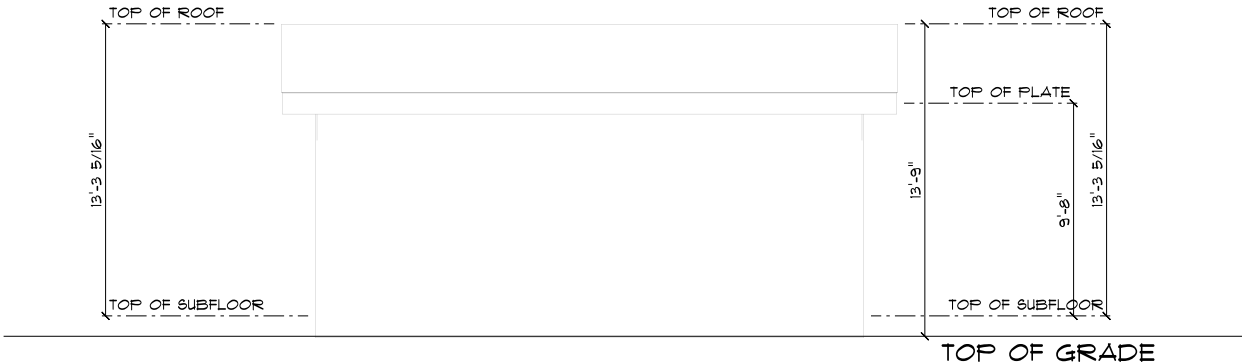 TOP OF ROOF
TOP OF ROOF
TOP OF PLATE
13'-3 5/16"
13'-9"
9'-8"
13'-3 5/16"
TOP OF SUBFLOOR
TOP OF SUBFLOOR
TOP OF GRADE